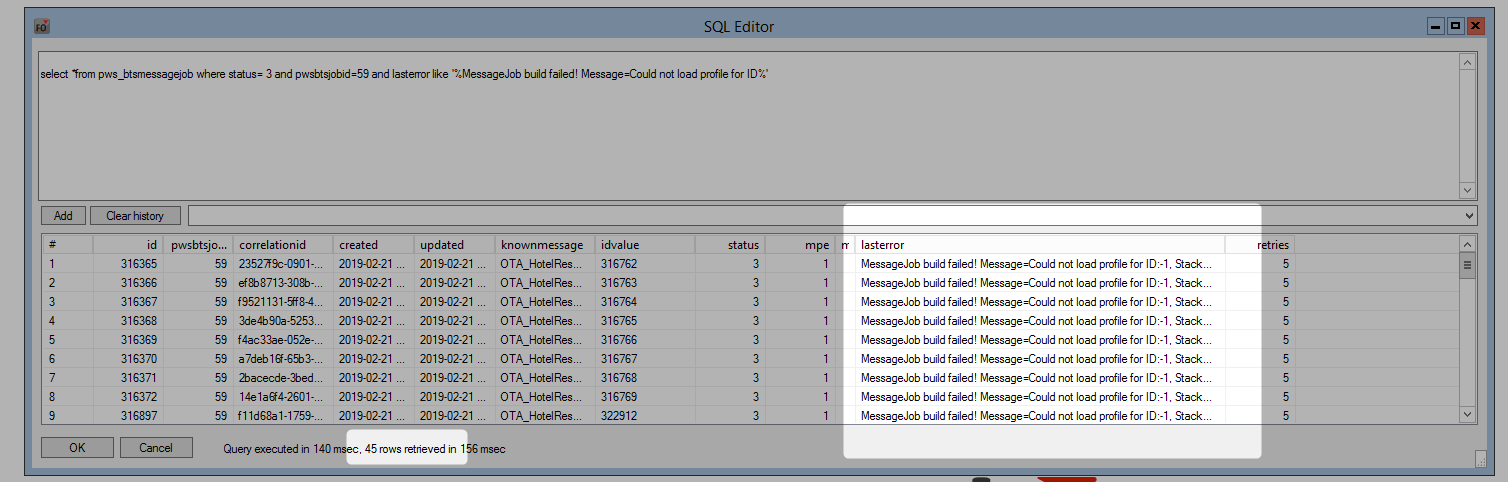 FO
SQL Editor
select *from pws_btsmessagejob where status= 3 and pwsbtsjobid=59 and lasterror like '%MessageJob build failed! Message=Could not load profile for ID%'
Add Clear history
# id pwsbtsjo... correlationid created updated knownmessage idvalue status mpe m lasterror retries
1 316365 59 23527f9c-0901-... 2019-02-21 ... 2019-02-21 ... OTA_HotelRes... 316762 3 1 MessageJob build failed! Message=Could not load profile for ID:-1, Stack... 5
2 316366 59 ef8b8713-308b-... 2019-02-21 ... 2019-02-21 ... OTA_HotelRes... 316763 3 1 MessageJob build failed! Message=Could not load profile for ID:-1, Stack... 5
3 316367 59 f9521131-5ff8-4... 2019-02-21 ... 2019-02-21 ... OTA_HotelRes... 316764 3 1 MessageJob build failed! Message=Could not load profile for ID:-1, Stack... 5
4 316368 59 3de4b90a-5253... 2019-02-21 ... 2019-02-21 ... OTA_HotelRes... 316765 3 1 MessageJob build failed! Message=Could not load profile for ID:-1, Stack... 5
5 316369 59 f4ac33ae-052e-... 2019-02-21 ... 2019-02-21 ... OTA_HotelRes... 316766 3 1 MessageJob build failed! Message=Could not load profile for ID:-1, Stack... 5
6 316370 59 a7deb16f-65b3-... 2019-02-21 ... 2019-02-21 ... OTA_HotelRes... 316767 3 1 MessageJob build failed! Message=Could not load profile for ID:-1, Stack... 5
7 316371 59 2bacecde-3bed... 2019-02-21 ... 2019-02-21 ... OTA_HotelRes... 316768 3 1 MessageJob build failed! Message=Could not load profile for ID:-1, Stack... 5
8 316372 59 14e1a6f4-2601-... 2019-02-21 ... 2019-02-21 ... OTA_HotelRes... 316769 3 1 MessageJob build failed! Message=Could not load profile for ID:-1, Stack... 5
9 316897 59 f11d68a1-1759-... 2019-02-21 ... 2019-02-21 ... OTA_HotelRes... 322912 3 1 MessageJob build failed! Message=Could not load profile for ID:-1, Stack... 5
OK Cancel Query executed in 140 msec, 45 rows retrieved in 156 msec